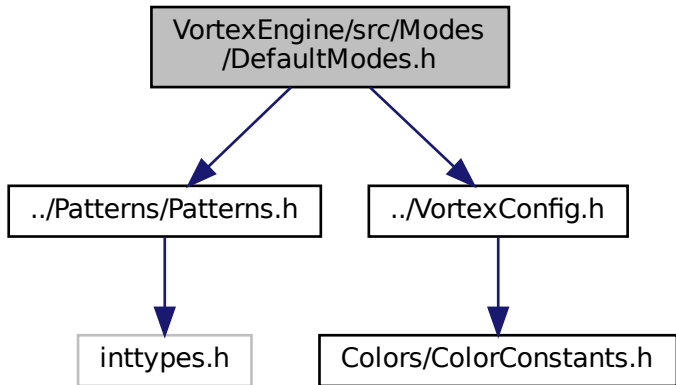 VortexEngine/src/Modes
/DefaultModes.h
../Patterns/Patterns.h
../VortexConfig.h
inttypes.h
Colors/ColorConstants.h